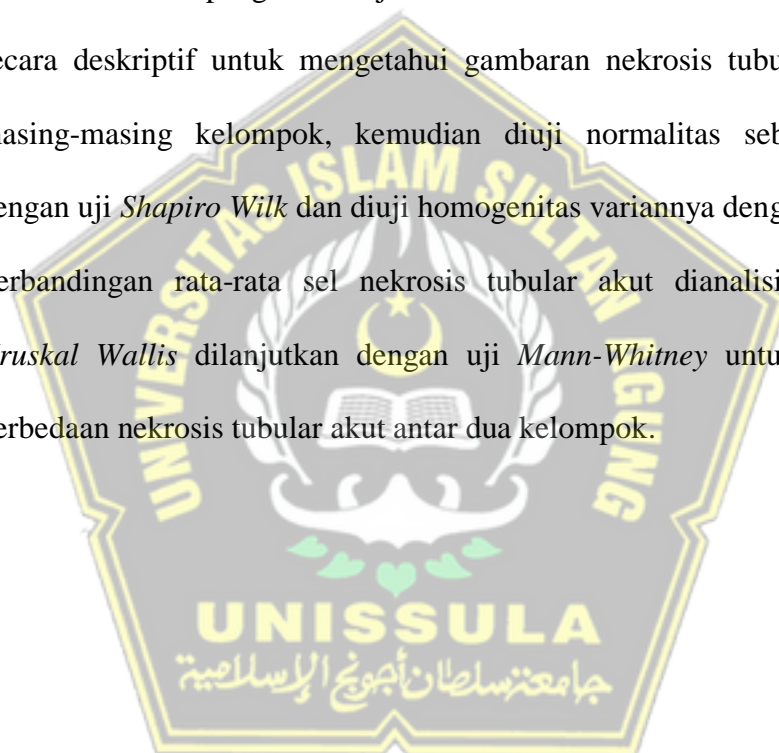 secara deskriptif untuk mengetahui gambaran nekrosis tubu
masing-masing kelompok, kemudian diuji normalitas seb
dengan uji Shapiro Wilk dan diuji homogenitas variannya deng
perbandingan rata-rata sel nekrosis tubular akut dianalisi
Kruskal Wallis dilanjutkan dengan uji Mann-Whitney untu
perbedaan nekrosis tubular akut antar dua kelompok.
UNIVERSITAS ISLAM SULTAN AGUNG
UNISSULA
جامعة سلطان أجونج الإسلامية